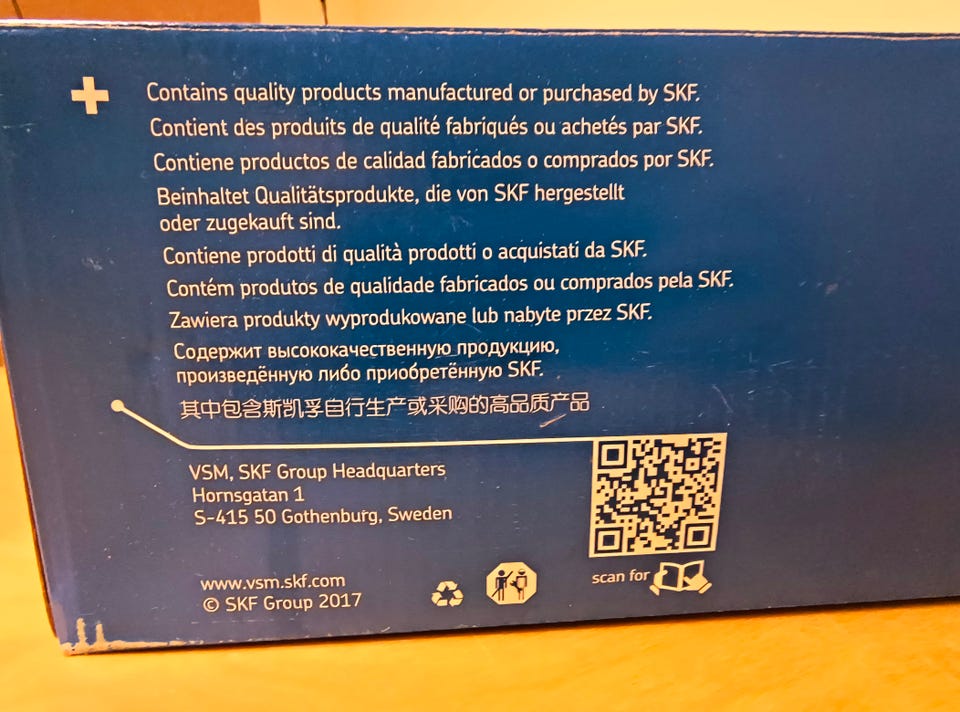 Contains quality products manufactured or purchased by SKF.
Contient des produits de qualité fabriqués ou achetés par SKF.
Contiene productos de calidad fabricados o comprados por SKF.
Beinhaltet Qualitätsprodukte, die von SKF hergestellt
oder zugekauft sind.
Contiene prodotti di qualità prodotti o acquistati da SKF.
Contém produtos de qualidade fabricados ou comprados pela SKF.
Zawiera produkty wyprodukowane lub nabyte przez SKF.
Содержит высококачественную продукцию,
произведённую либо приобретённую SKF.
其中包含斯凯孚自行生产或采购的高品质产品
VSM, SKF Group Headquarters
Hornsgatan 1
S-415 50 Gothenburg, Sweden
www.vsm.skf.com
© SKF Group 2017
scan for